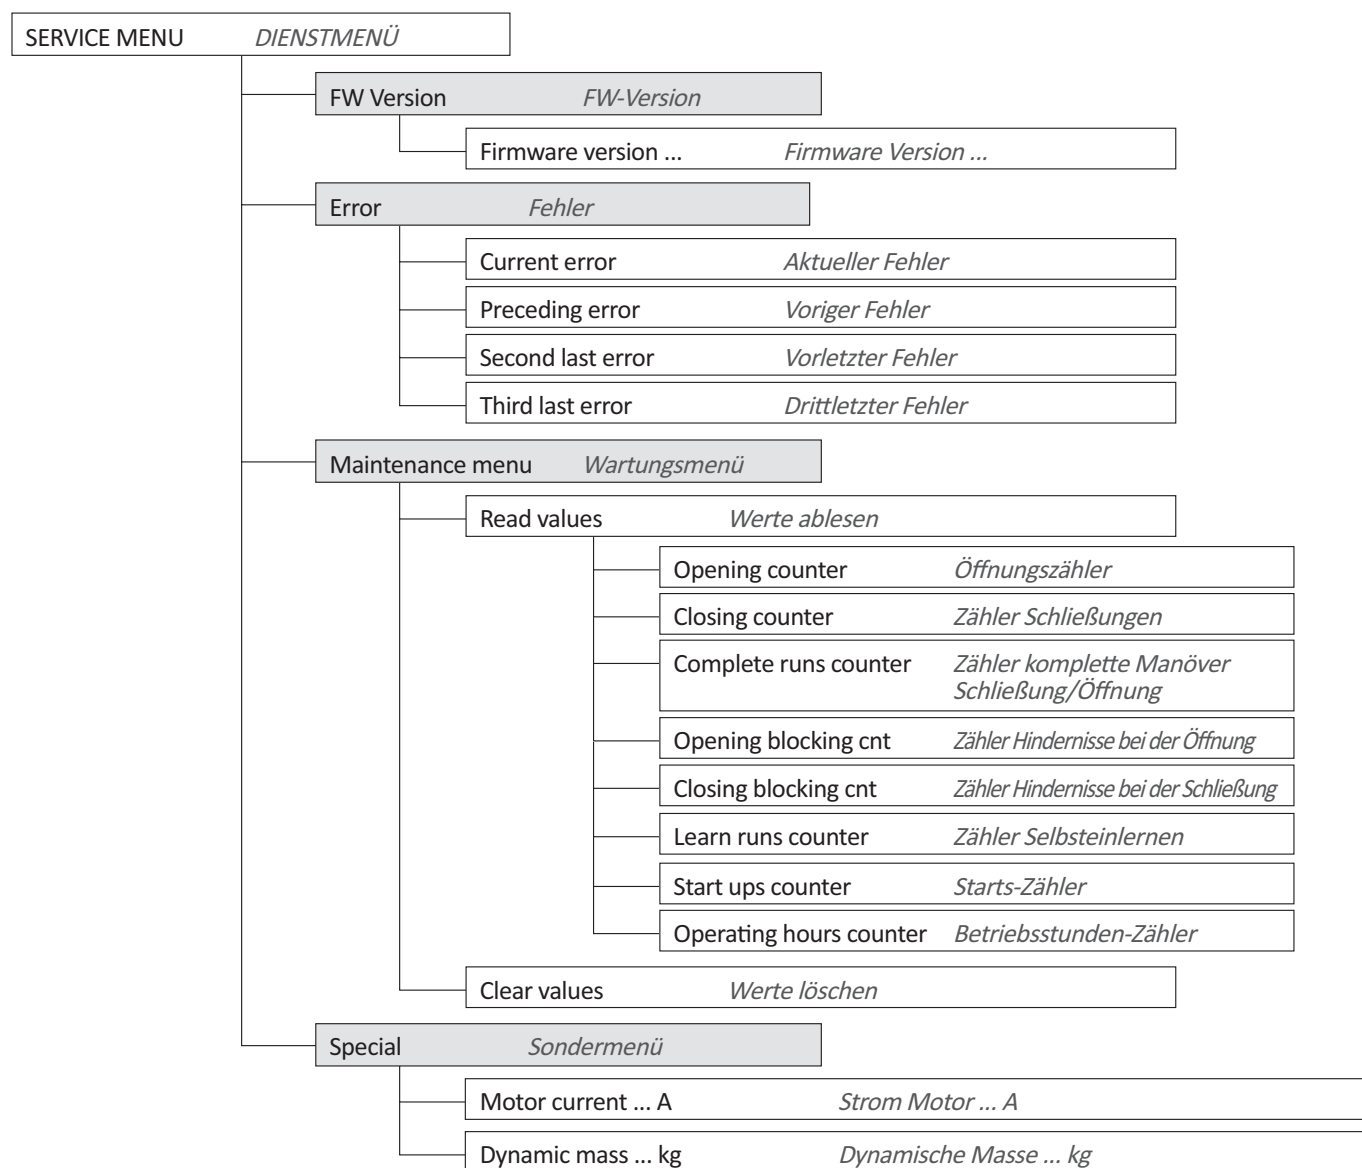 SERVICE MENU DIENSTMENÜ
FW Version FW-Version
Firmware version ... Firmware Version ...
Error Fehler
Current error Aktueller Fehler
Preceding error Voriger Fehler
Second last error Vorletzter Fehler
Third last error Drittletzter Fehler
Maintenance menu Wartungsmenü
Read values Werte ablesen
Opening counter Öffnungszähler
Closing counter Zähler Schließungen
Complete runs counter Zähler komplette Manöver
Schließung/Öffnung
Opening blocking cnt Zähler Hindernisse bei der Öffnung
Closing blocking cnt Zähler Hindernisse bei der Schließung
Learn runs counter Zähler Selbsteinlernen
Start ups counter Starts-Zähler
Operating hours counter Betriebsstunden-Zähler
Clear values Werte löschen
Special Sondermenü
Motor current ... A Strom Motor ... A
Dynamic mass ... kg Dynamische Masse ... kg